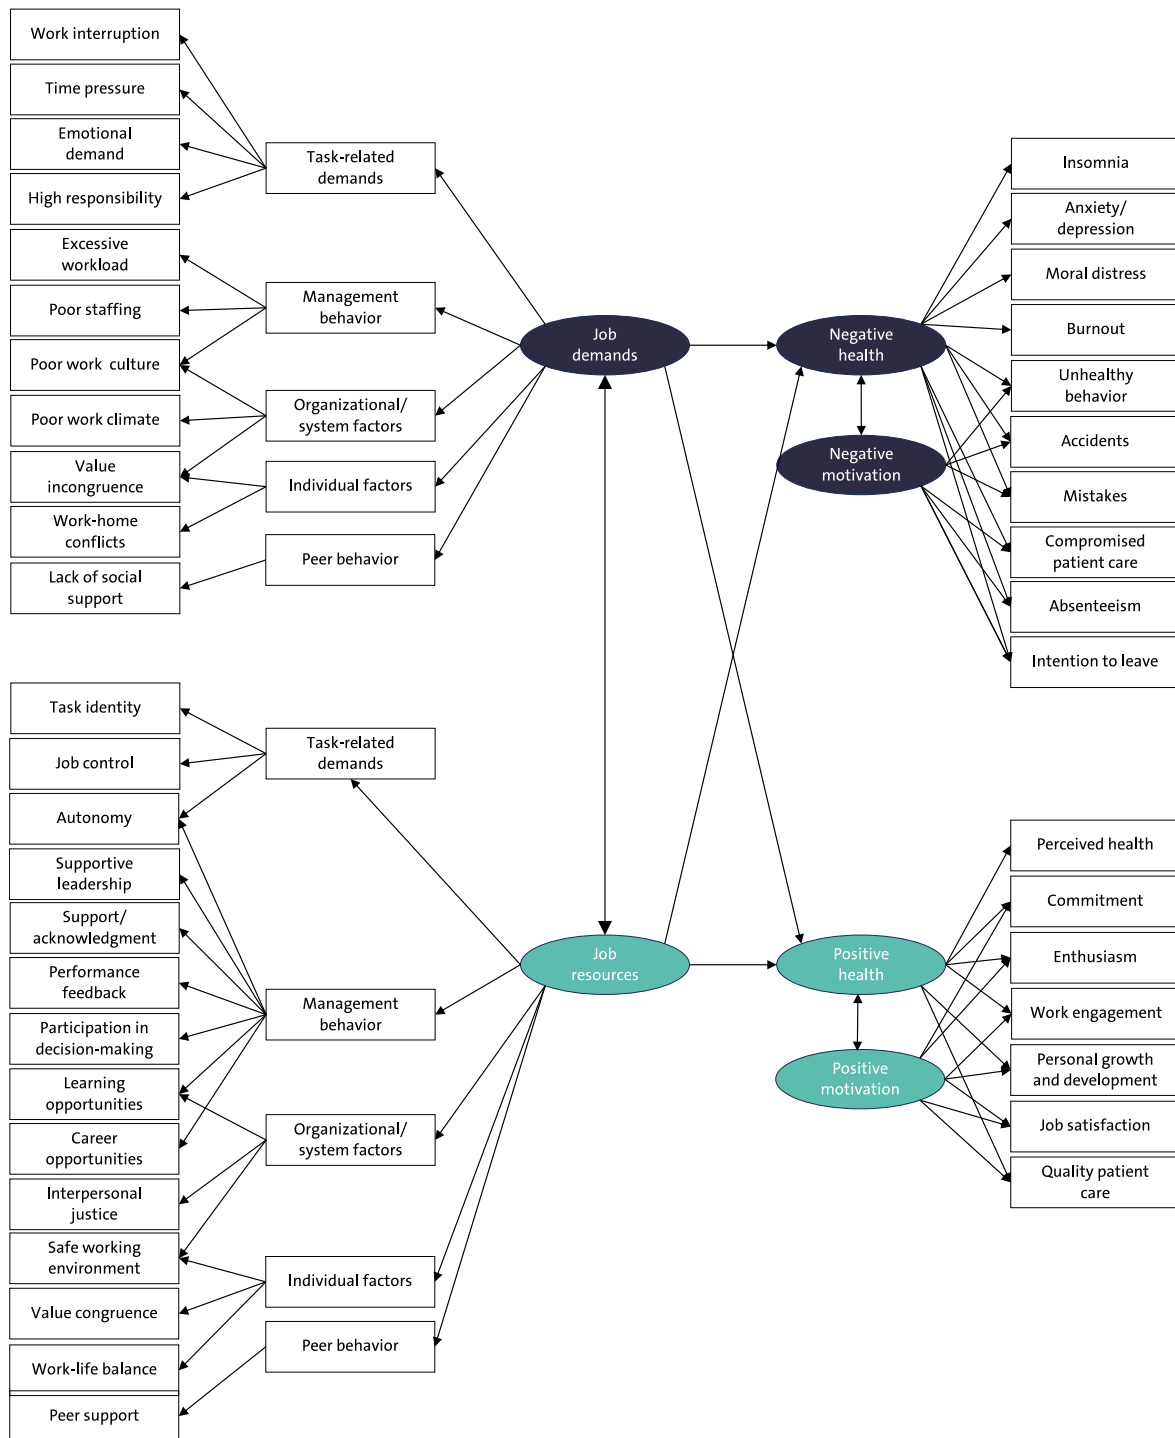 Work interruption
Time pressure
Emotional
demand
High responsibility
Excessive
workload
Poor staffing
Poor work culture
Poor work climate
Value
incongruence
Work-home
conflicts
Lack of social
support
Task-related
demands
Management
behavior
Organizational/
system factors
Individual factors
Peer behavior
Job
demands
Negative
health
Negative
motivation
Insomnia
Anxiety/
depression
Moral distress
Burnout
Unhealthy
behavior
Accidents
Mistakes
Compromised
patient care
Absenteeism
Intention to leave
Task identity
Job control
Autonomy
Supportive
leadership
Support/
acknowledgment
Performance
feedback
Participation in
decision-making
Learning
opportunities
Career
opportunities
Interpersonal
justice
Safe working
environment
Value congruence
Work-life balance
Peer support
Task-related
demands
Management
behavior
Organizational/
system factors
Individual factors
Peer behavior
Job
resources
Positive
health
Positive
motivation
Perceived health
Commitment
Enthusiasm
Work engagement
Personal growth
and development
Job satisfaction
Quality patient
care